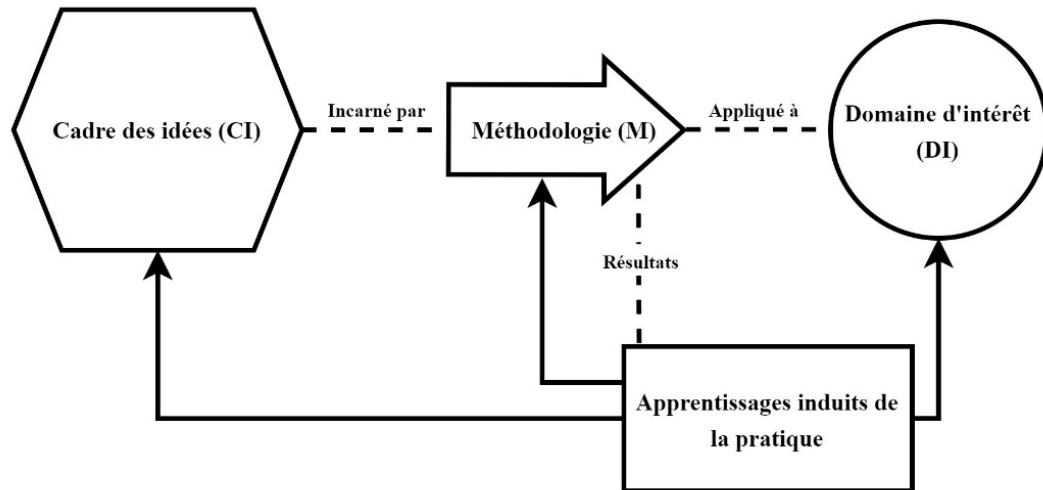 Incarné par
Appliqué à
Cadre des idées (CI)
Méthodologie (M)
Domaine d'intérêt
(DI)
Résultats
Apprentissages induits de
la pratique